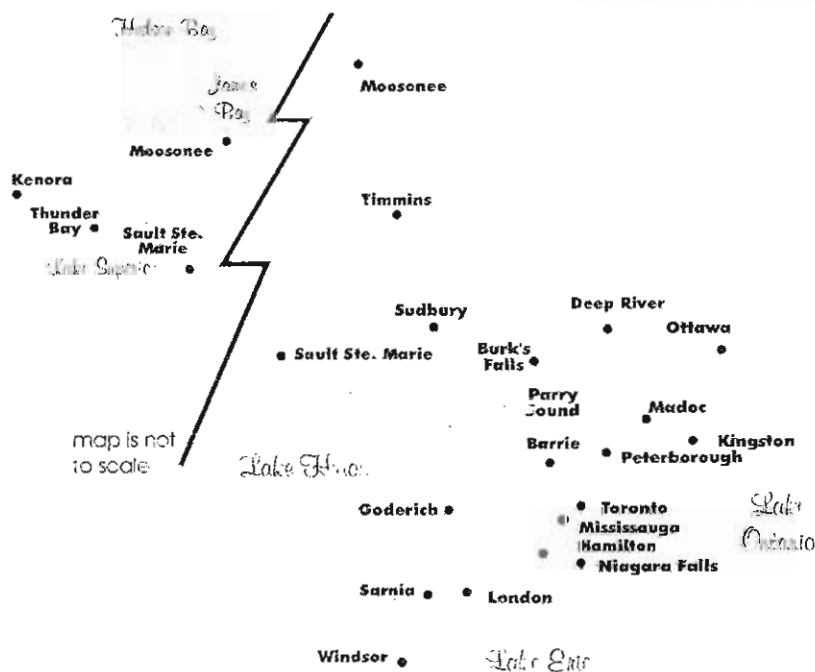 Bay
James
Bay
Moosonee
Moosonee
Kenora
Thunder
Bay
Timmins
Sault Ste.
Marie
Lake Superior
Deep River
Sudbury
Ottawa
Sault Ste. Marie
Burk's
Falls
Parry
Sound
Madoc
map is not
to scale
Barrie
Kingston
Peterborough
Lake Huron
Goderich
Toronto
Mississauga
Hamilton
Niagara Falls
Lake
Ontario
Sarnia
London
Windsor
Lake Erie